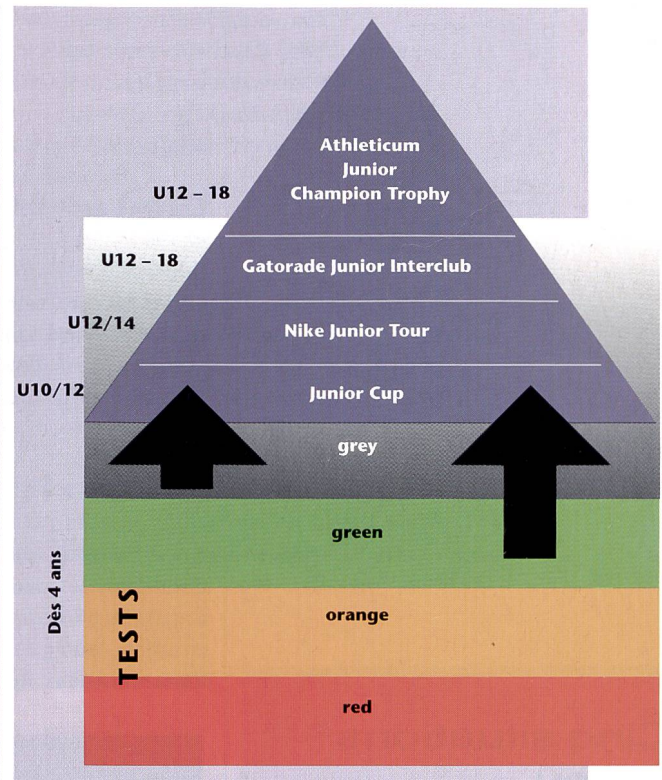 Athleticum
Junior
Champion Trophy
U12 – 18
U12 – 18
Gatorade Junior Interclub
U12/14
Nike Junior Tour
U10/12
Junior Cup
grey
green
Dès 4 ans
TESTS
orange
red